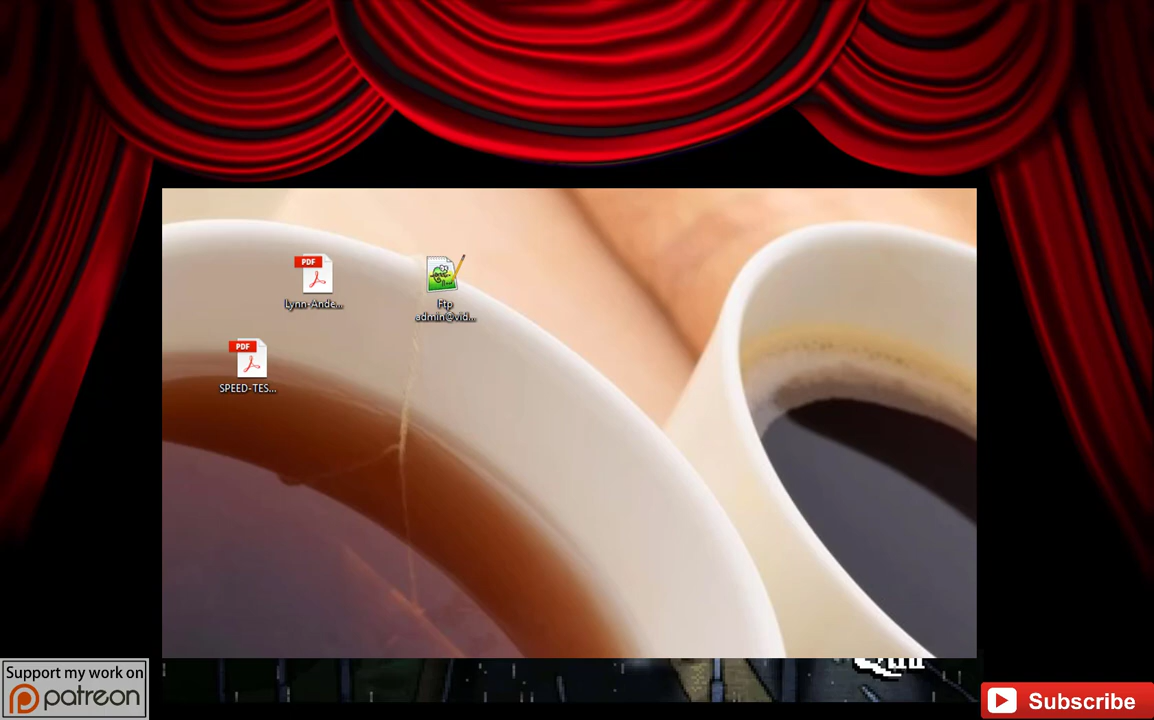 PDF
Lynn-Ande...
Ftp
admin@vid...
PDF
SPEED-TES...
Support my work on
patreon
Subscribe